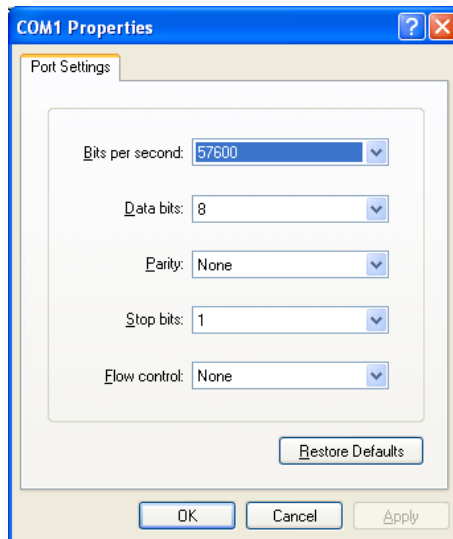 COM1 Properties
Port Settings
Bits per second: 57600
Data bits: 8
Parity: None
Stop bits: 1
Flow control: None
Restore Defaults
OK Cancel Apply